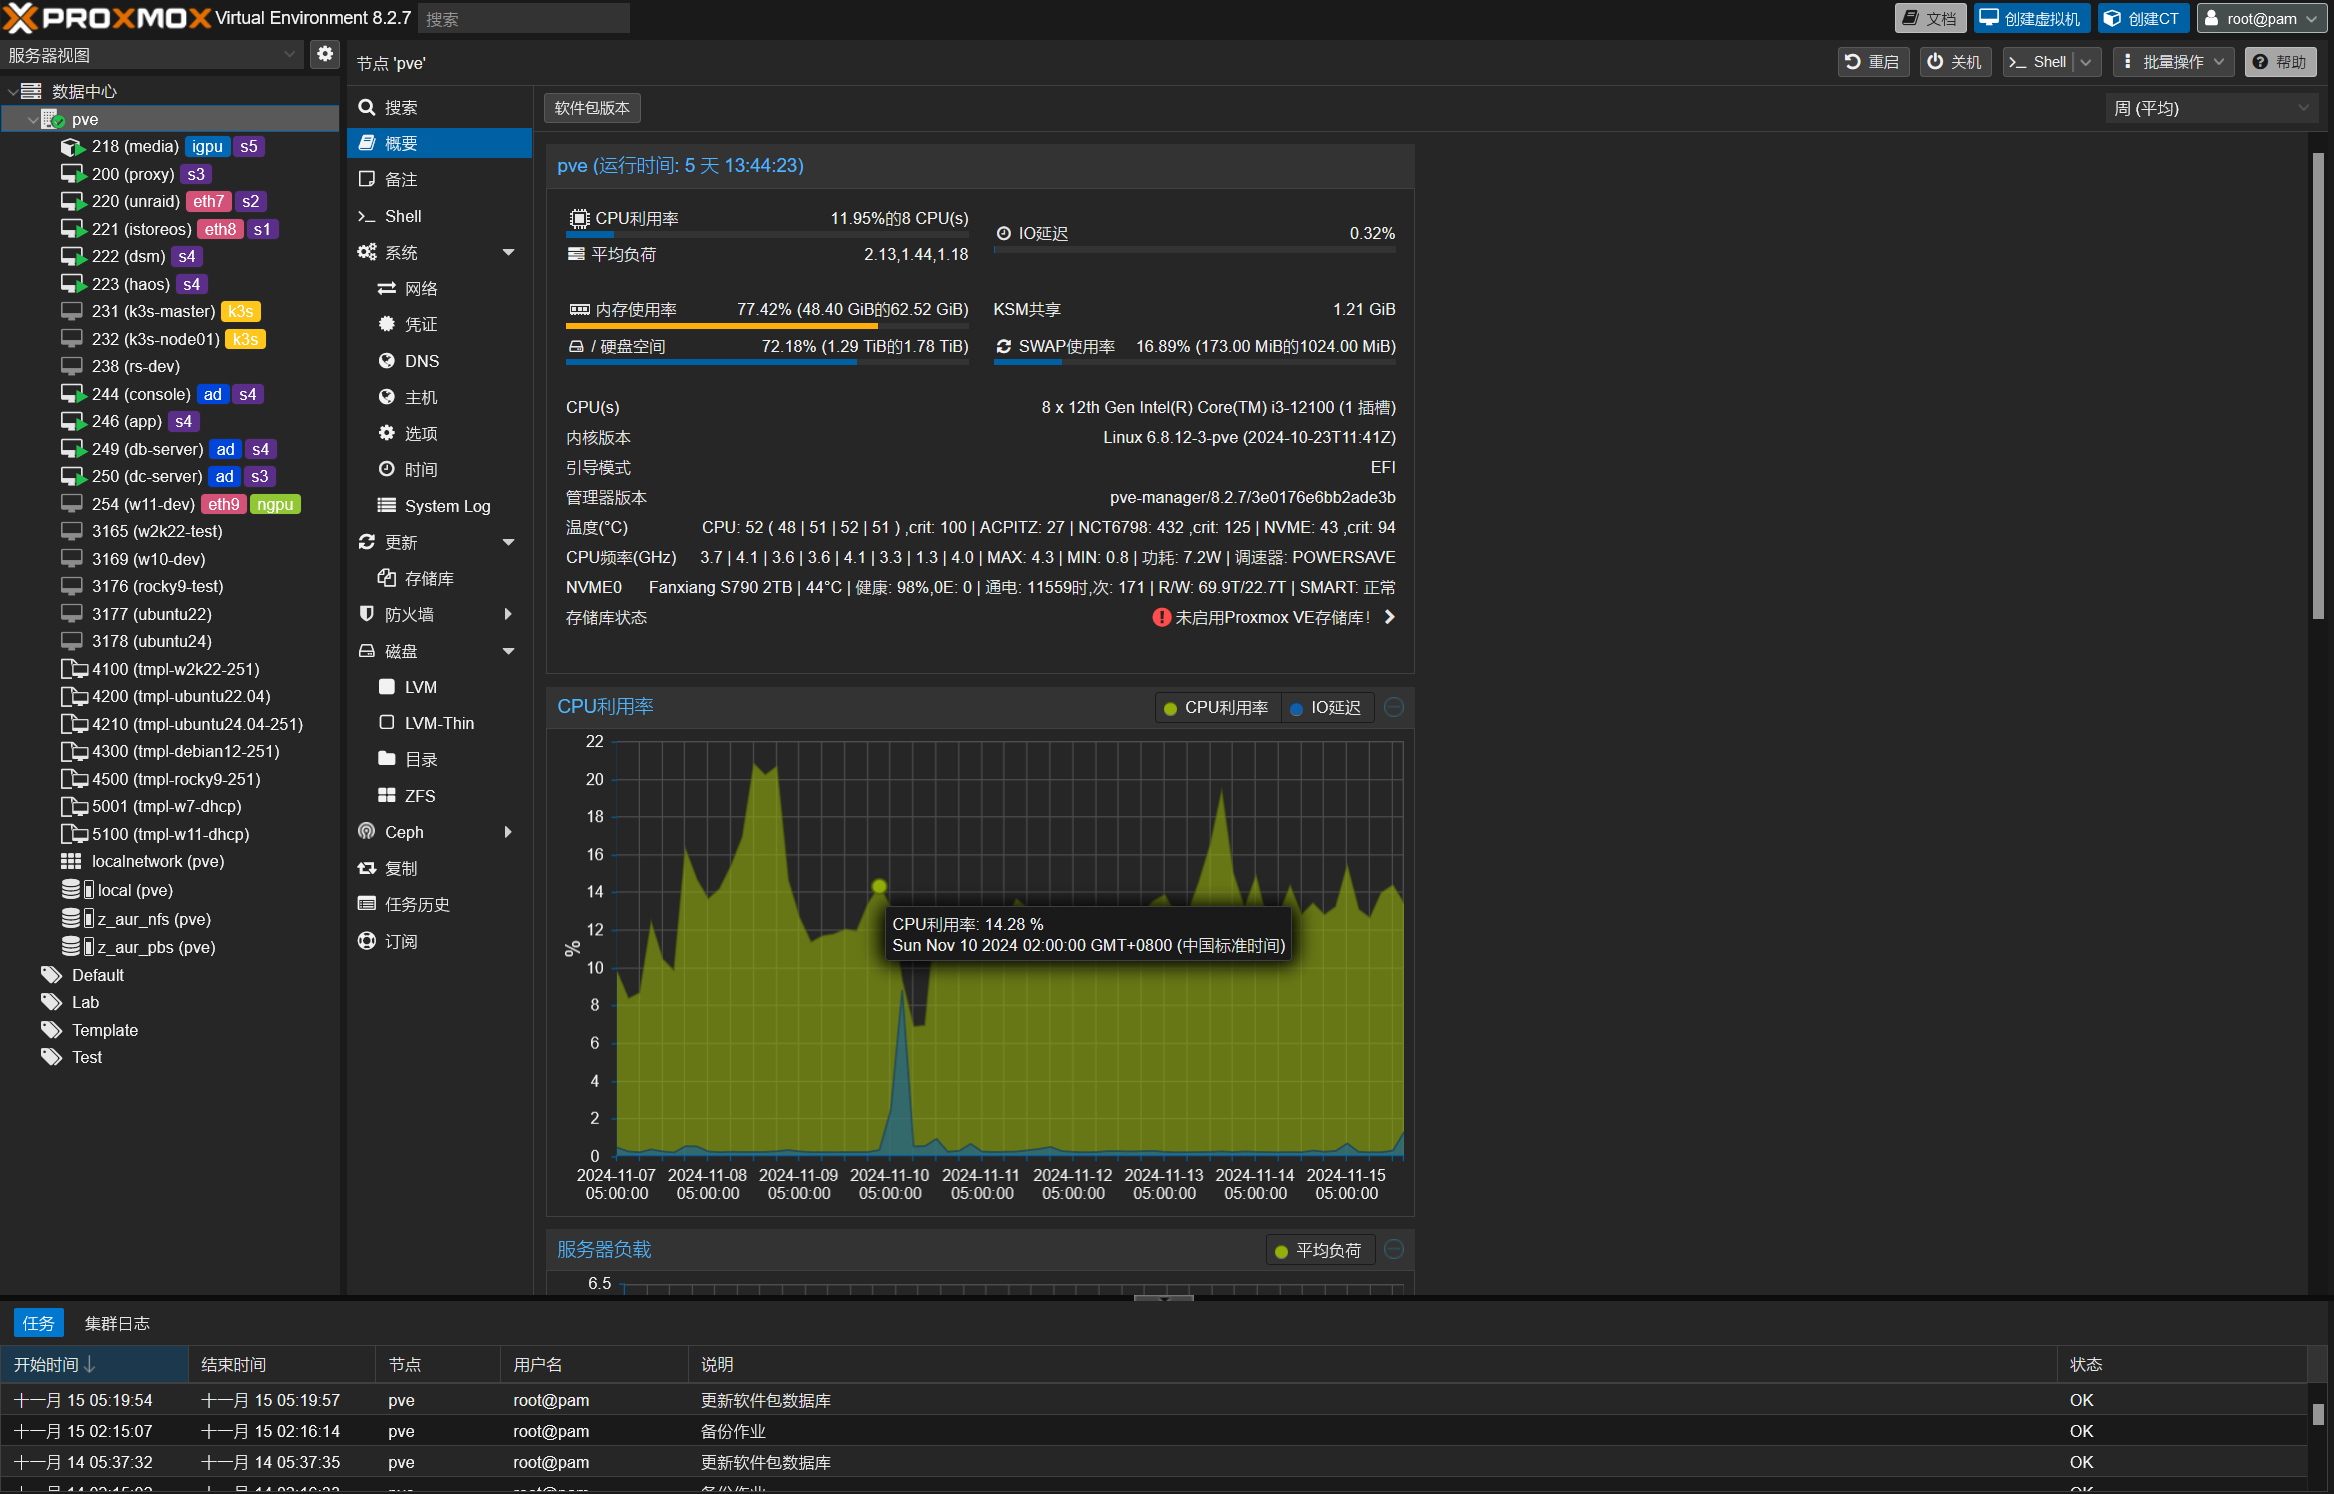 PROXMOX Virtual Environment 8.2.7 搜索
文档 创建虚拟机 创建CT root@pam
服务器视图
节点 'pve'
重启 关机 Shell 批量操作 帮助
数据中心
pve
218 (media) igpu s5
200 (proxy) s3
220 (unraid) eth7 s2
221 (istoreos) eth8 s1
222 (dsm) s4
223 (haos) s4
231 (k3s-master) k3s
232 (k3s-node01) k3s
238 (rs-dev)
244 (console) ad s4
246 (app) s4
249 (db-server) ad s4
250 (dc-server) ad s3
254 (w11-dev) eth9 ngpu
3165 (w2k22-test)
3169 (w10-dev)
3176 (rocky9-test)
3177 (ubuntu22)
3178 (ubuntu24)
4100 (tmpl-w2k22-251)
4200 (tmpl-ubuntu22.04)
4210 (tmpl-ubuntu24.04-251)
4300 (tmpl-debian12-251)
4500 (tmpl-rocky9-251)
5001 (tmpl-w7-dhcp)
5100 (tmpl-w11-dhcp)
localnetwork (pve)
local (pve)
z_aur_nfs (pve)
z_aur_pbs (pve)
Default
Lab
Template
Test
搜索
概要
备注
Shell
系统
网络
凭证
DNS
主机
选项
时间
System Log
更新
存储库
防火墙
磁盘
LVM
LVM-Thin
目录
ZFS
Ceph
复制
任务历史
订阅
软件包版本
周 (平均)
pve (运行时间: 5 天 13:44:23)
CPU利用率 11.95%的8 CPU(s)
IO延迟 0.32%
平均负荷 2.13,1.44,1.18
内存使用率 77.42% (48.40 GiB的62.52 GiB)
KSM共享 1.21 GiB
/ 硬盘空间 72.18% (1.29 TiB的1.78 TiB)
SWAP使用率 16.89% (173.00 MiB的1024.00 MiB)
CPU(s) 8 x 12th Gen Intel(R) Core(TM) i3-12100 (1 插槽)
内核版本 Linux 6.8.12-3-pve (2024-10-23T11:41Z)
引导模式 EFI
管理器版本 pve-manager/8.2.7/3e0176e6bb2ade3b
温度(°C) CPU: 52 ( 48 | 51 | 52 | 51 ) ,crit: 100 | ACPITZ: 27 | NCT6798: 432 ,crit: 125 | NVME: 43 ,crit: 94
CPU频率(GHz) 3.7 | 4.1 | 3.6 | 3.6 | 4.1 | 3.3 | 1.3 | 4.0 | MAX: 4.3 | MIN: 0.8 | 功耗: 7.2W | 调速器: POWERSAVE
NVME0 Fanxiang S790 2TB | 44°C | 健康: 98%,0E: 0 | 通电: 11559时,次: 171 | R/W: 69.9T/22.7T | SMART: 正常
存储库状态 未启用Proxmox VE存储库！
CPU利用率
CPU利用率 IO延迟
22
20
18
16
14
12
10
8
6
4
2
0
%
CPU利用率: 14.28 %
Sun Nov 10 2024 02:00:00 GMT+0800 (中国标准时间)
2024-11-07 2024-11-08 2024-11-09 2024-11-10 2024-11-11 2024-11-12 2024-11-13 2024-11-14 2024-11-15
05:00:00 05:00:00 05:00:00 05:00:00 05:00:00 05:00:00 05:00:00 05:00:00 05:00:00
服务器负载
平均负荷
6.5
任务 集群日志
开始时间 结束时间 节点 用户名 说明 状态
十一月 15 05:19:54 十一月 15 05:19:57 pve root@pam 更新软件包数据库 OK
十一月 15 02:15:07 十一月 15 02:16:14 pve root@pam 备份作业 OK
十一月 14 05:37:32 十一月 14 05:37:35 pve root@pam 更新软件包数据库 OK